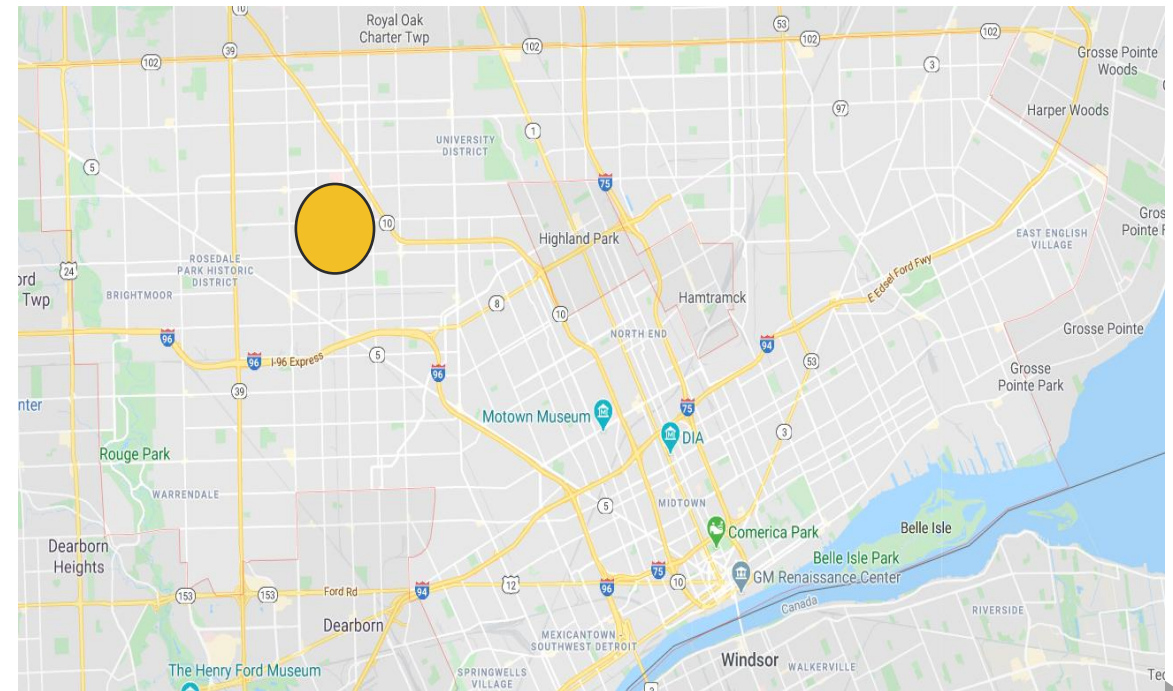 10
Royal Oak
Charter Twp
53
39
102
102
102
102
Grosse Pointe
Woods
3
97
Harper Woods
1
UNIVERSITY
DISTRICT
5
75
10
Gros
Pointe F
EAST ENGLISH
VILLAGE
Highland Park
ROSEDALE
PARK HISTORIC
DISTRICT
24
ord
Twp
E Edsel Ford Fwy
BRIGHTMOOR
Hamtramck
8
10
NORTH END
Grosse Pointe
96
94
5
96
I-96 Express
96
53
Grosse
Pointe Park
39
nter
75
Motown Museum
DIA
3
Rouge Park
WARRENDALE
5
MIDTOWN
Comerica Park
Belle Isle
Dearborn
Heights
Belle Isle Park
75
10
GM Renaissance Center
12
96
94
153
153
Ford Rd
Canada
RIVERSIDE
Dearborn
MEXICANTOWN -
SOUTHWEST DETROIT
Windsor
WALKERVILLE
The Henry Ford Museum
SPRINGWELLS
VILLAGE
Tec
3